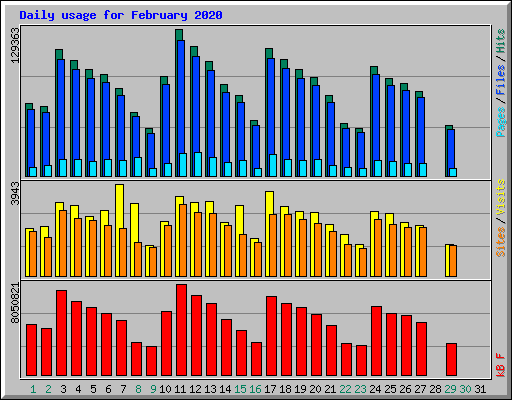 Daily usage for February 2020
129363
Pages / Files / Hits
3943
Sites / Visits
8050821
kB F
1 2 3 4 5 6 7 8 9 10 11 12 13 14 15 16 17 18 19 20 21 22 23 24 25 26 27 28 29 30 31